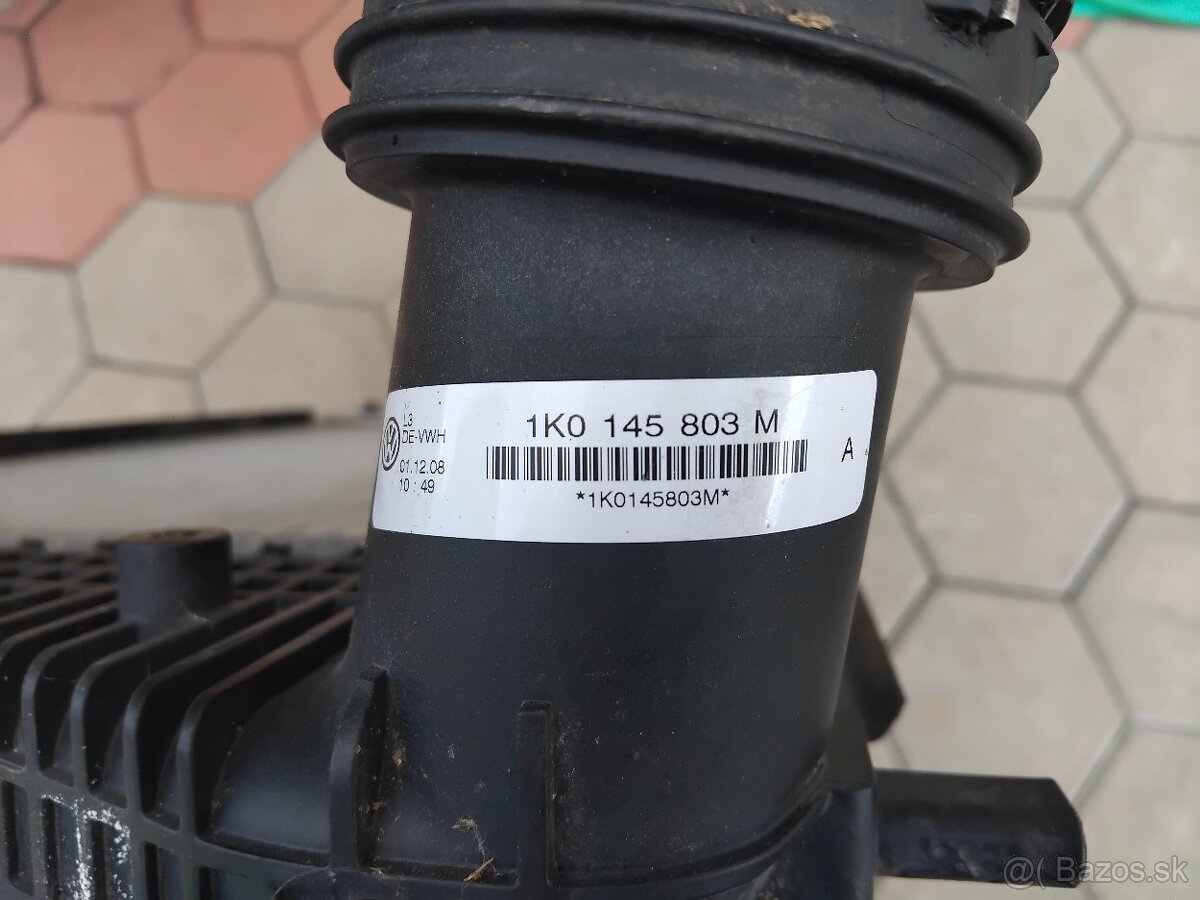 L3
DE-VWH
01.12.08
10 : 49
1K0 145 803 M
*1K0145803M*
A
@( Bazos.sk